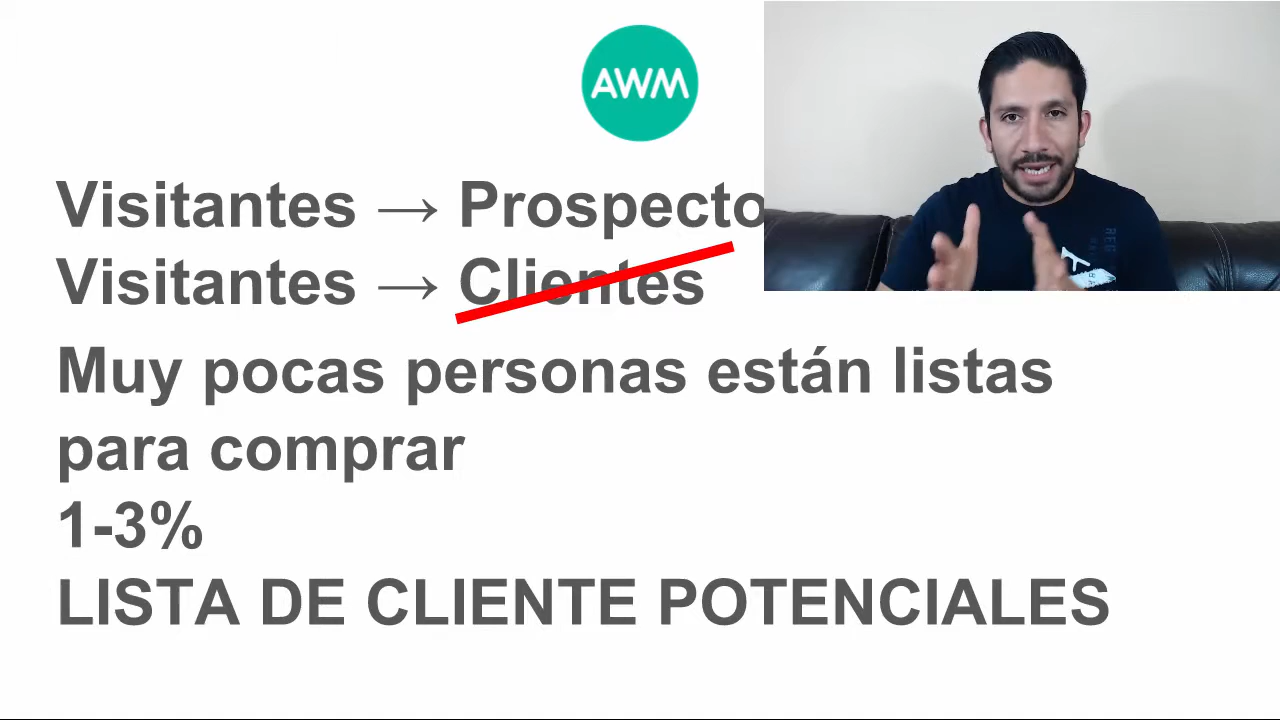 AWM
Visitantes → Prospecto
Visitantes → Clientes
Muy pocas personas están listas
para comprar
1-3%
LISTA DE CLIENTE POTENCIALES